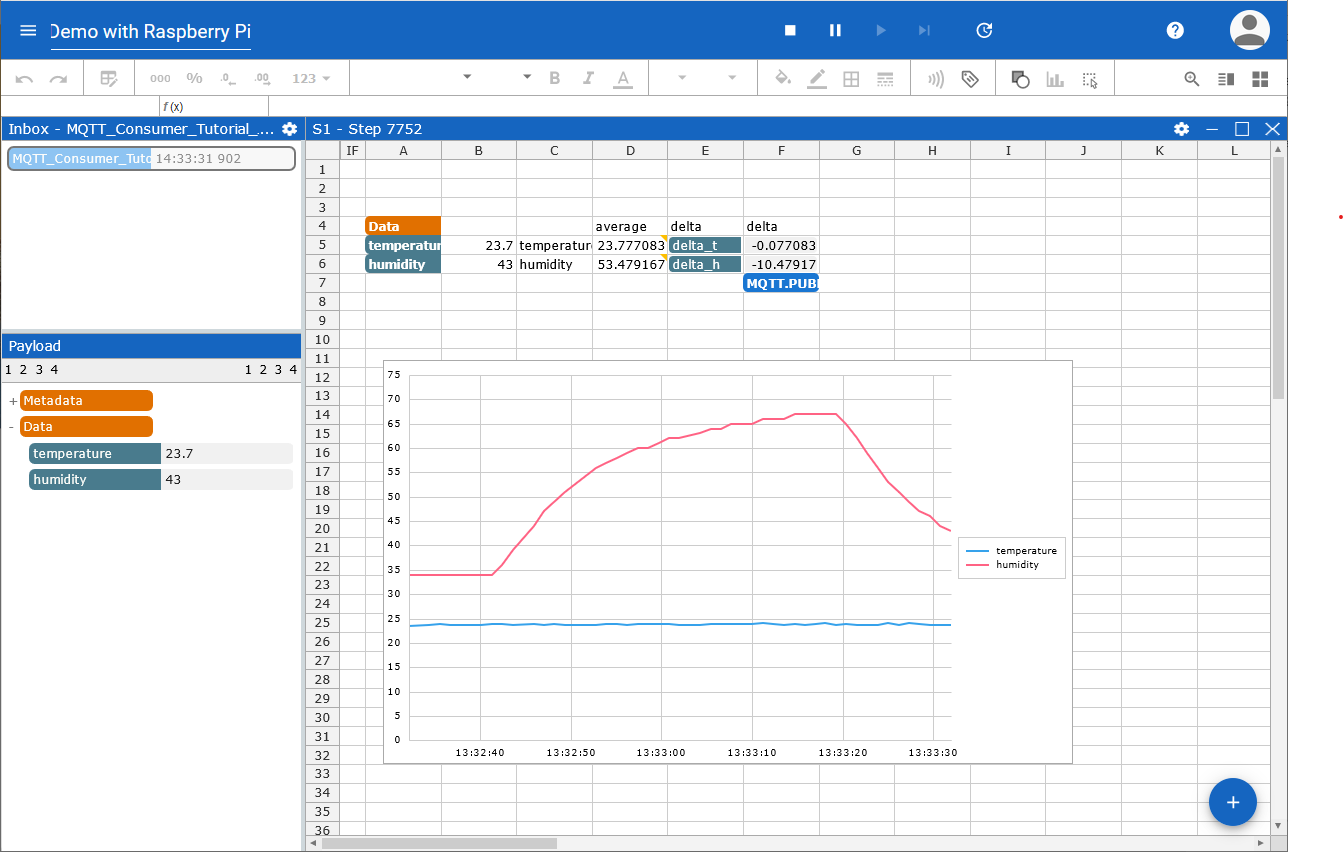 Demo with Raspberry Pi
000 % .0 .00 123 B I A
f (x)
Inbox - MQTT_Consumer_Tutorial_...
MQTT_Consumer_Tuto 14:33:31 902
Payload
1 2 3 4 1 2 3 4
+ Metadata
- Data
temperature 23.7
humidity 43
S1 - Step 7752
IF A B C D E F G H I J K L
1
2
3
4 Data average delta delta
5 temperatur 23.7 temperature 23.777083 delta_t -0.077083
6 humidity 43 humidity 53.479167 delta_h -10.47917
7 MQTT.PUB
8
9
10
11
12
13
14
15
16
17
18
19
20
21
22
23
24
25
26
27
28
29
30
31
32
33
34
35
36
75
70
65
60
55
50
45
40
35
30
25
20
15
10
5
0
13:32:40 13:32:50 13:33:00 13:33:10 13:33:20 13:33:30
temperature
humidity